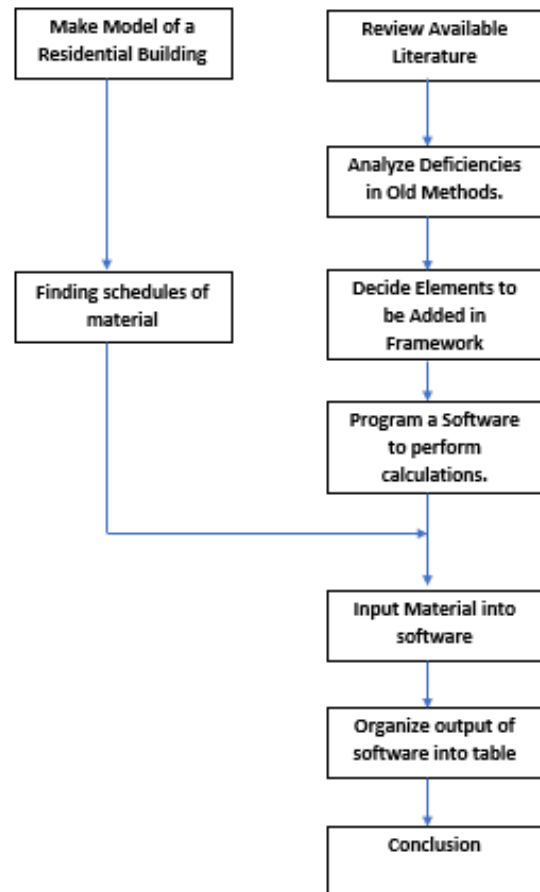 Make Model of a
Residential Building
Review Available
Literature
Analyze Deficiencies
in Old Methods.
Finding schedules of
material
Decide Elements to
be Added in
Framework
Program a Software
to perform
calculations.
Input Material into
software
Organize output of
software into table
Conclusion